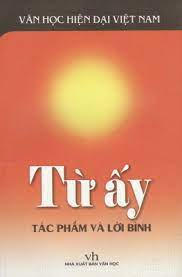 VĂN HỌC HIỆN ĐẠI VIỆT NAM
Từ ấy
TÁC PHẨM VÀ LỜI BÌNH
vh
NHÀ XUẤT BẢN VĂN HỌC